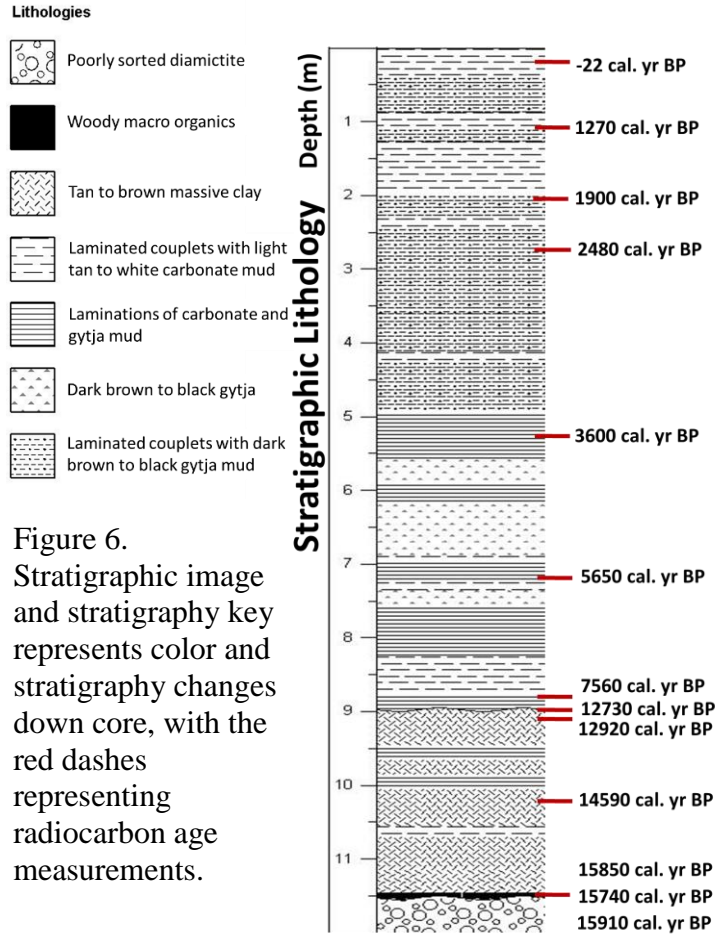 Lithologies
Poorly sorted diamictite
Woody macro organics
Tan to brown massive clay
Laminated couplets with light
tan to white carbonate mud
Laminations of carbonate and
gytja mud
Dark brown to black gytja
Laminated couplets with dark
brown to black gytja mud
Figure 6.
Stratigraphic image
and stratigraphy key
represents color and
stratigraphy changes
down core, with the
red dashes
representing
radiocarbon age
measurements.
Stratigraphic Lithology Depth (m)
1
2
3
4
5
6
7
8
9
10
11
-22 cal. yr BP
1270 cal. yr BP
1900 cal. yr BP
2480 cal. yr BP
3600 cal. yr BP
5650 cal. yr BP
7560 cal. yr BP
12730 cal. yr BP
12920 cal. yr BP
14590 cal. yr BP
15850 cal. yr BP
15740 cal. yr BP
15910 cal. yr BP